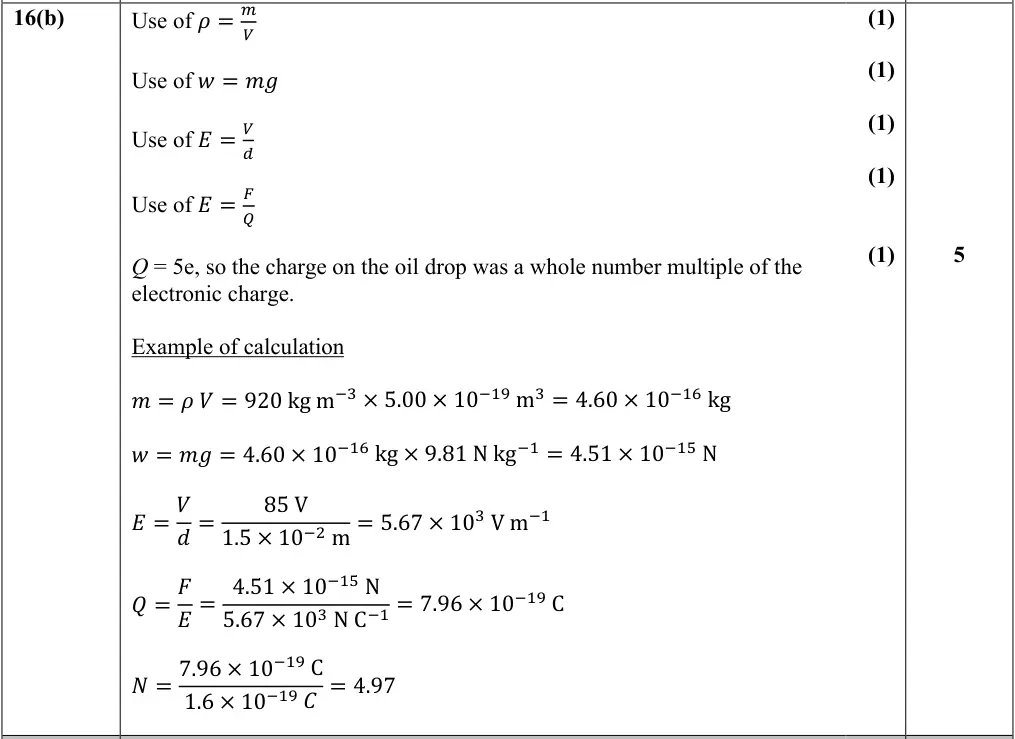 16(b) Use of ρ = m/V (1)
Use of w = mg (1)
Use of E = V/d (1)
Use of E = F/Q (1)
Q = 5e, so the charge on the oil drop was a whole number multiple of the (1) 5
electronic charge.
Example of calculation
m = ρ V = 920 kg m⁻³ × 5.00 × 10⁻¹⁹ m³ = 4.60 × 10⁻¹⁶ kg
w = mg = 4.60 × 10⁻¹⁶ kg × 9.81 N kg⁻¹ = 4.51 × 10⁻¹⁵ N
E = V/d = 85 V / 1.5 × 10⁻² m = 5.67 × 10³ V m⁻¹
Q = F/E = 4.51 × 10⁻¹⁵ N / 5.67 × 10³ N C⁻¹ = 7.96 × 10⁻¹⁹ C
N = 7.96 × 10⁻¹⁹ C / 1.6 × 10⁻¹⁹ C = 4.97